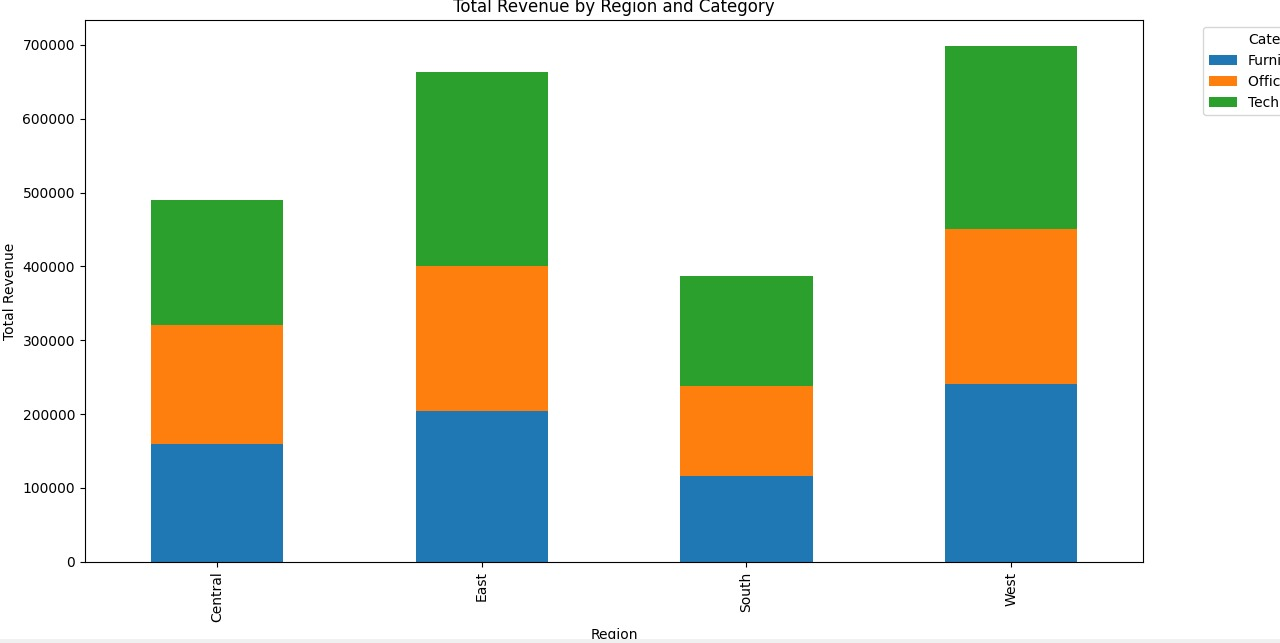 Total Revenue by Region and Category
700000
600000
500000
400000
300000
200000
100000
0
Total Revenue
Central
East
South
West
Region
Cate
Furni
Offic
Tech